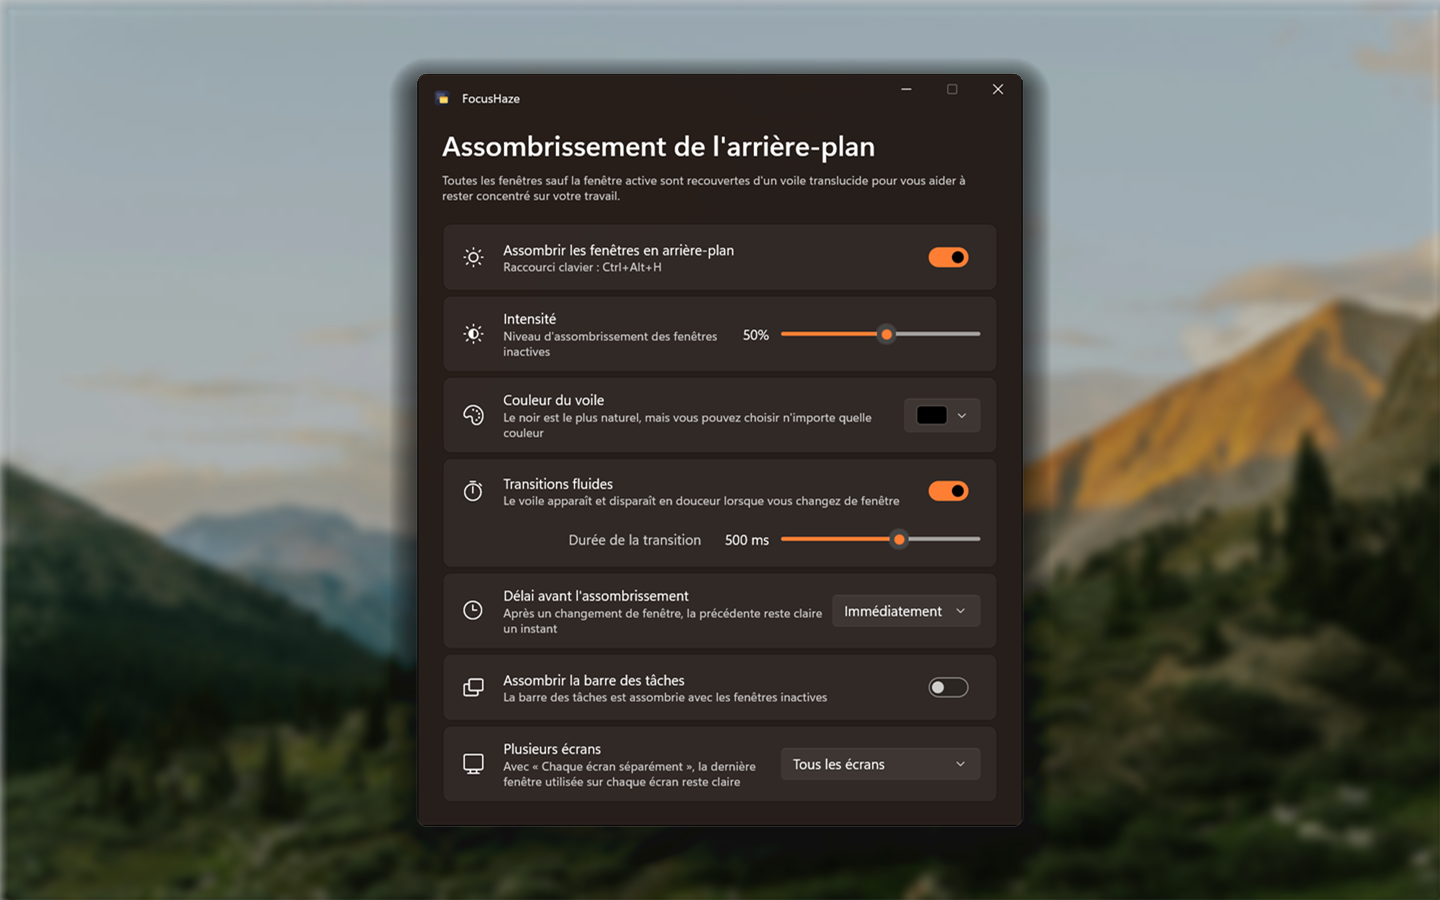 FocusHaze
Assombrissement de l'arrière-plan
Toutes les fenêtres sauf la fenêtre active sont recouvertes d'un voile translucide pour vous aider à
rester concentré sur votre travail.
Assombrir les fenêtres en arrière-plan
Raccourci clavier : Ctrl+Alt+H
Intensité
Niveau d'assombrissement des fenêtres
inactives
50%
Couleur du voile
Le noir est le plus naturel, mais vous pouvez choisir n'importe quelle
couleur
Transitions fluides
Le voile apparaît et disparaît en douceur lorsque vous changez de fenêtre
Durée de la transition
500 ms
Délai avant l'assombrissement
Après un changement de fenêtre, la précédente reste claire
un instant
Immédiatement
Assombrir la barre des tâches
La barre des tâches est assombrie avec les fenêtres inactives
Plusieurs écrans
Avec « Chaque écran séparément », la dernière
fenêtre utilisée sur chaque écran reste claire
Tous les écrans